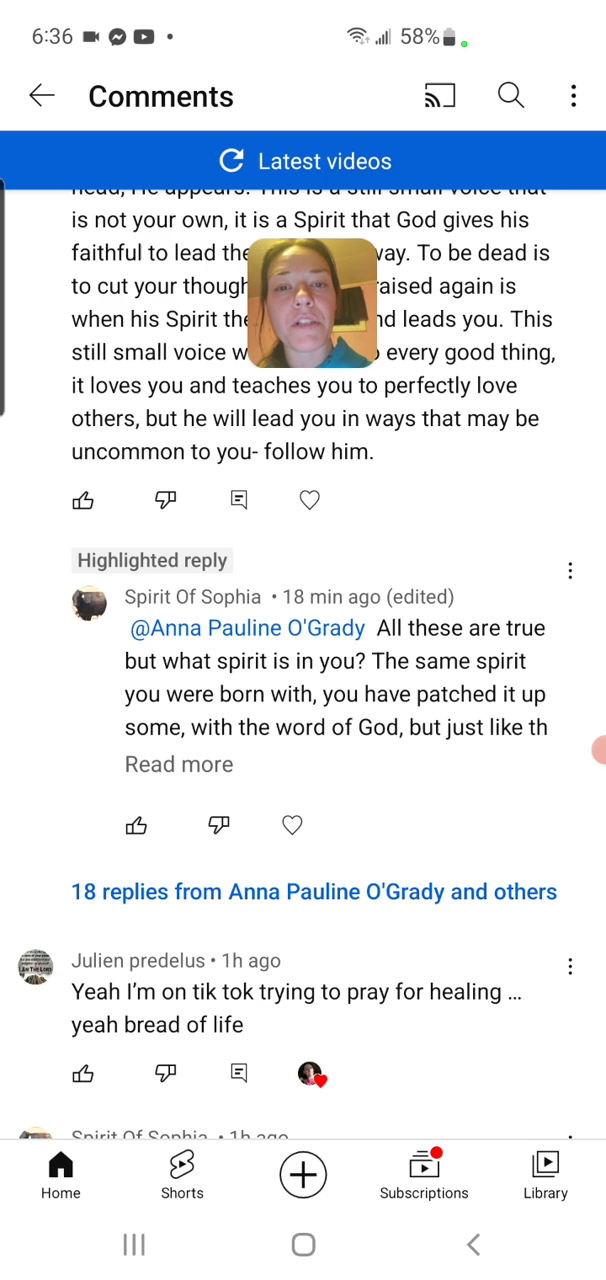 6:36
58%
Comments
Latest videos
is not your own, it is a Spirit that God gives his
faithful to lead the way. To be dead is
to cut your though raised again is
when his Spirit the nd leads you. This
still small voice w every good thing,
it loves you and teaches you to perfectly love
others, but he will lead you in ways that may be
uncommon to you- follow him.
Highlighted reply
Spirit Of Sophia • 18 min ago (edited)
@Anna Pauline O'Grady All these are true
but what spirit is in you? The same spirit
you were born with, you have patched it up
some, with the word of God, but just like th
Read more
18 replies from Anna Pauline O'Grady and others
Julien predelus • 1h ago
Yeah I'm on tik tok trying to pray for healing ...
yeah bread of life
Spirit Of Sophia • 1h ago
Home
Shorts
Subscriptions
Library